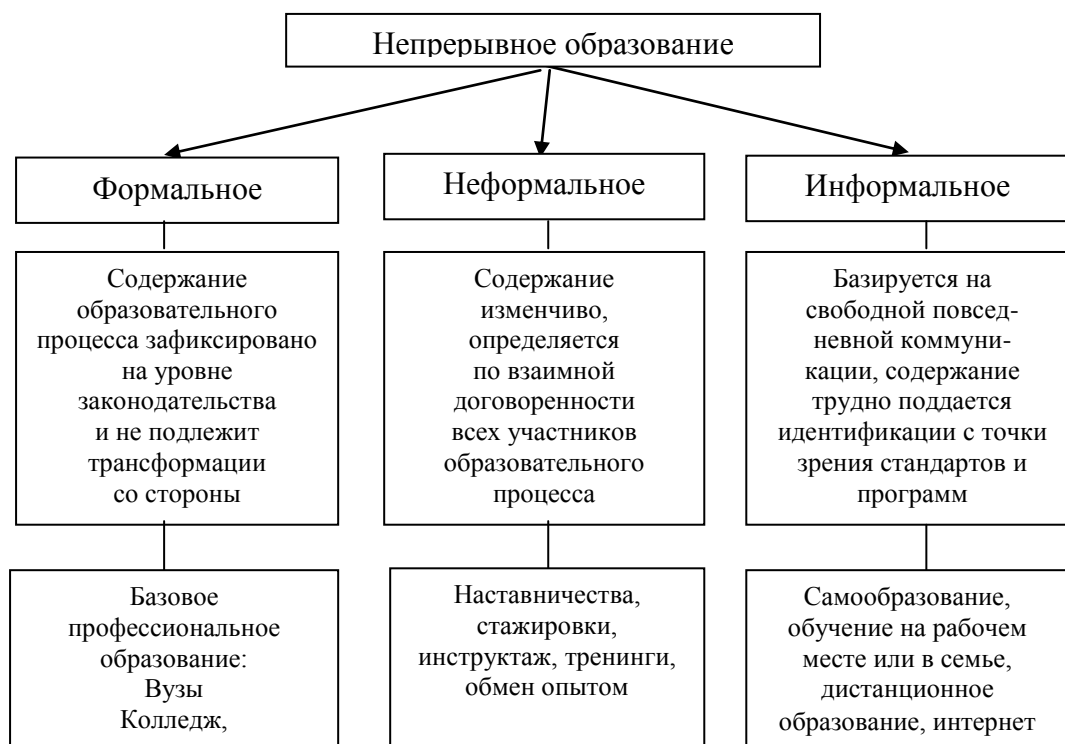 Непрерывное образование
Формальное
Неформальное
Информальное
Содержание
образовательного
процесса зафиксировано
на уровне
законодательства
и не подлежит
трансформации
со стороны
Содержание
изменчиво,
определяется
по взаимной
договоренности
всех участников
образовательного
процесса
Базируется на
свободной повсед-
невной коммуни-
кации, содержание
трудно поддается
идентификации с точки
зрения стандартов и
программ
Базовое
профессиональное
образование:
Вузы
Колледж,
Наставничества,
стажировки,
инструктаж, тренинги,
обмен опытом
Самообразование,
обучение на рабочем
месте или в семье,
дистанционное
образование, интернет